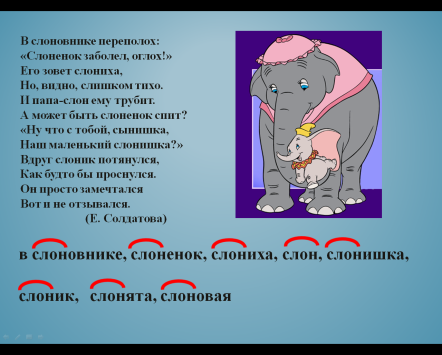 В слоновнике переполох:
«Слоненок заболел, оглох!»
Его зовет слониха,
Но, видно, слишком тихо.
И папа-слон ему трубит.
А может быть слоненок спит?
«Ну что с тобой, сынишка,
Наш маленький слонишка?»
Вдруг слоник потянулся,
Как будто бы проснулся.
Он просто замечтался
Вот и не отзывался.
(Е. Солдатова)
в слоновнике, слоненок, слониха, слон, слонишка,
слоник, слонята, слоновая